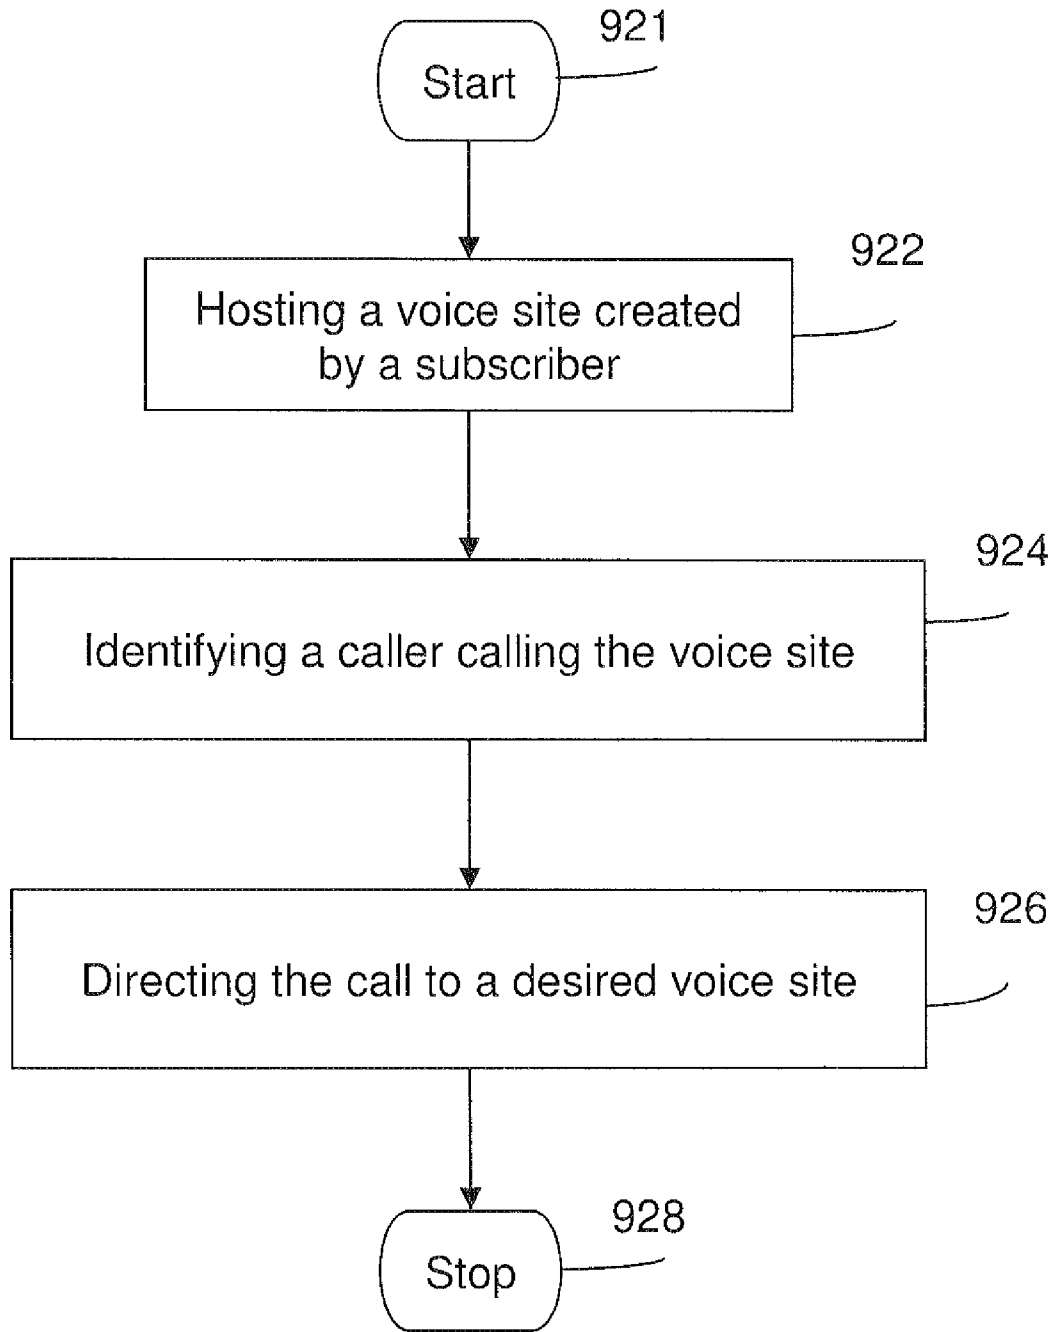 921
Start
922
Hosting a voice site created
by a subscriber
924
Identifying a caller calling the voice site
926
Directing the call to a desired voice site
928
Stop